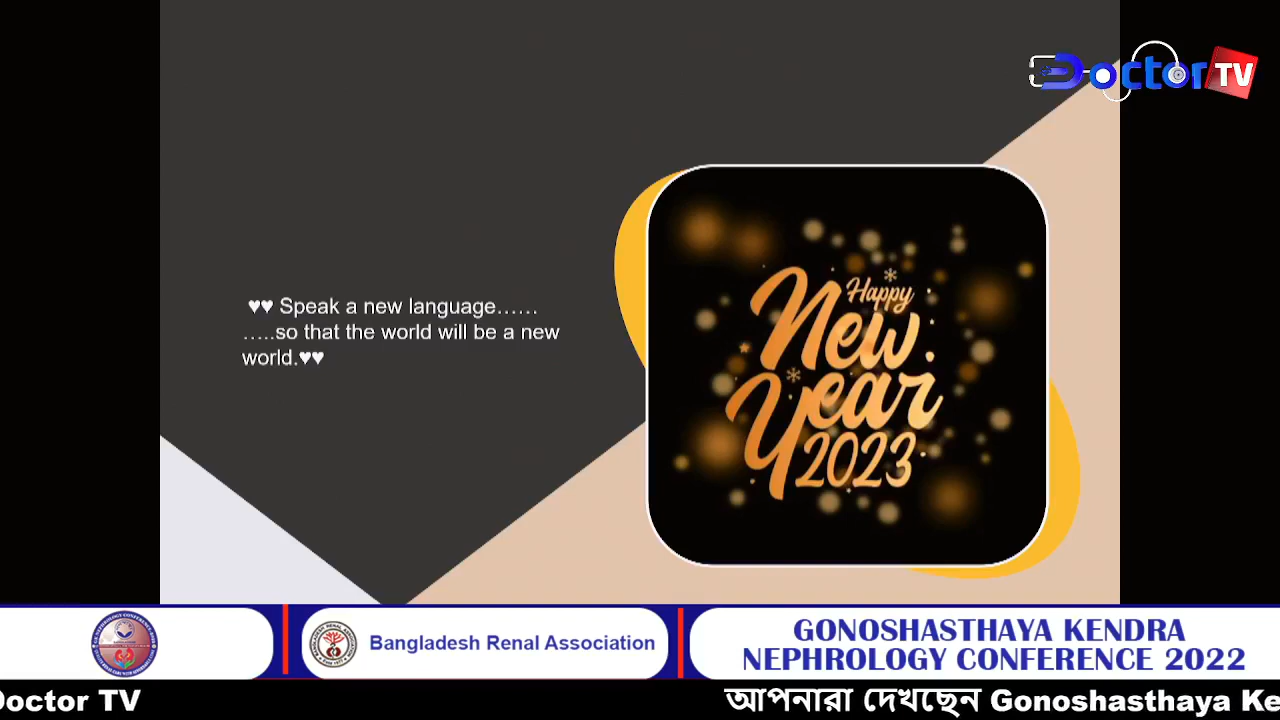 Doctor TV
♥♥ Speak a new language……
…..so that the world will be a new
world.♥♥
Happy
New
Year
2023
Bangladesh Renal Association
GONOSHASTHAYA KENDRA
NEPHROLOGY CONFERENCE 2022
Doctor TV
আপনারা দেখছেন Gonoshasthaya Ke